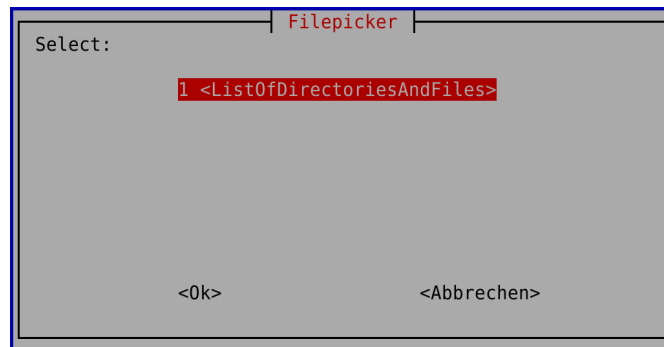 Filepicker
Select:
1 <ListOfDirectoriesAndFiles>
<Ok> <Abbrechen>